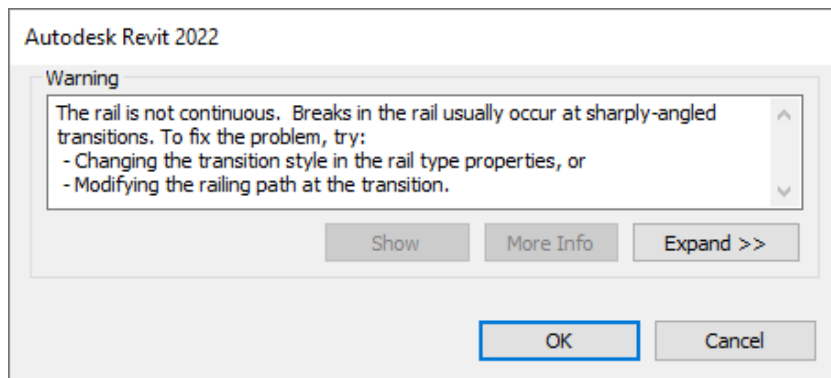 Autodesk Revit 2022
Warning
The rail is not continuous.  Breaks in the rail usually occur at sharply-angled
transitions. To fix the problem, try:
- Changing the transition style in the rail type properties, or
- Modifying the railing path at the transition.
Show
More Info
Expand >>
OK
Cancel